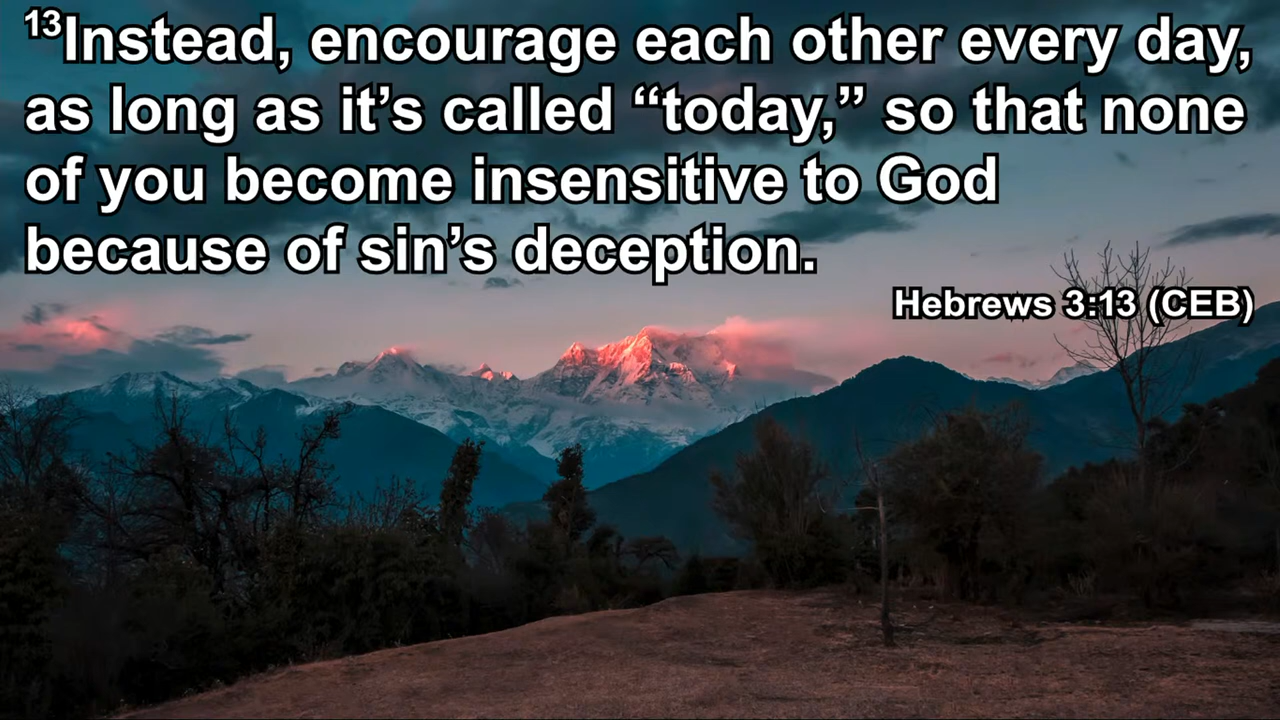 ¹³Instead, encourage each other every day,
as long as it’s called “today,” so that none
of you become insensitive to God
because of sin’s deception.
Hebrews 3:13 (CEB)